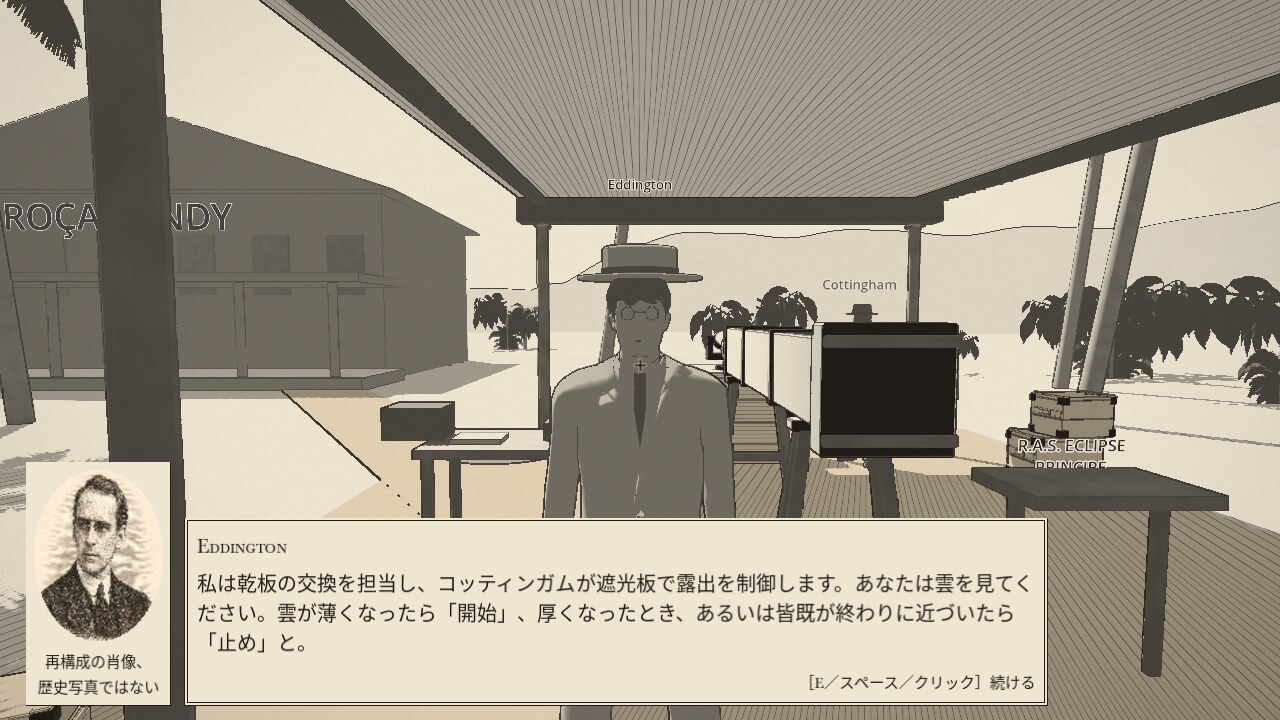 Eddington
ROÇA
NDY
Cottingham
R.A.S. ECLIPSE
PRINCIPE
EDDINGTON
私は乾板の交換を担当し、コッティンガムが遮光板で露出を制御します。あなたは雲を見てく
ださい。雲が薄くなったら「開始」、厚くなったとき、あるいは皆既が終わりに近づいたら
「止め」と。
再構成の肖像、
歴史写真ではない
［E／スペース／クリック］続ける